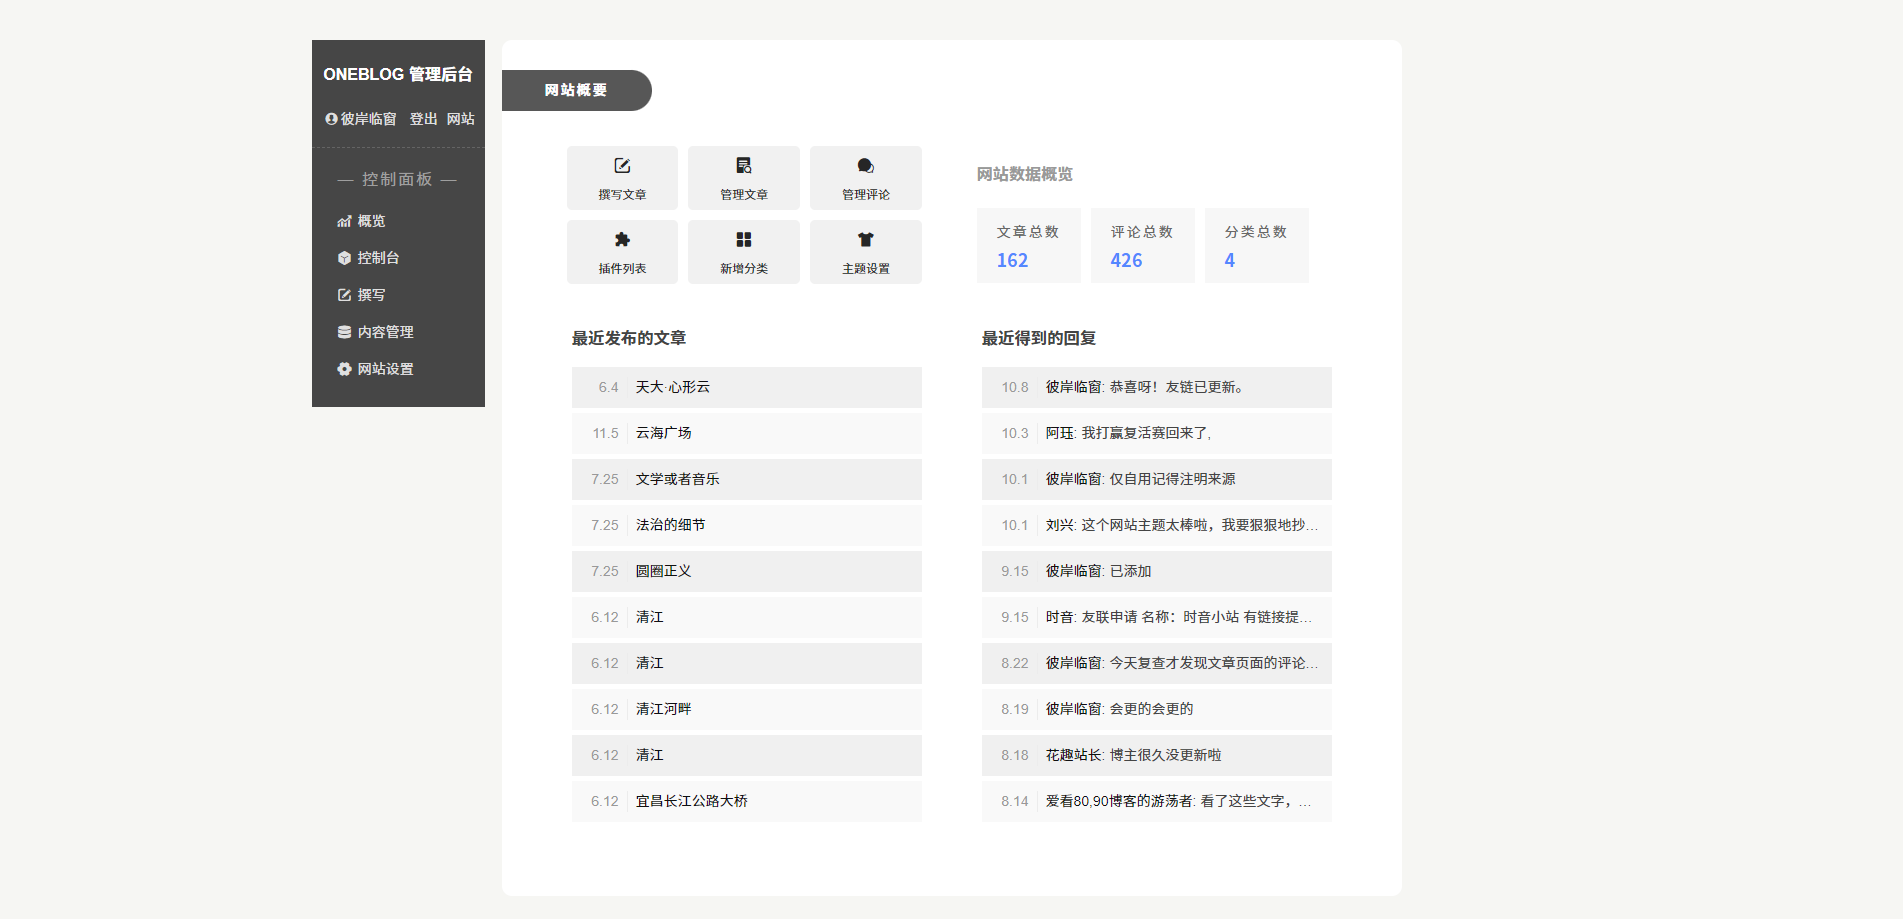 ONEBLOG 管理后台
彼岸临窗 登出 网站
— 控制面板 —
概览
控制台
撰写
内容管理
网站设置
网站概要
撰写文章
管理文章
管理评论
插件列表
新增分类
主题设置
网站数据概览
文章总数
162
评论总数
426
分类总数
4
最近发布的文章
6.4 天大·心形云
11.5 云海广场
7.25 文学或者音乐
7.25 法治的细节
7.25 圆圈正义
6.12 清江
6.12 清江
6.12 清江河畔
6.12 清江
6.12 宜昌长江公路大桥
最近得到的回复
10.8 彼岸临窗: 恭喜呀！友链已更新。
10.3 阿珏: 我打赢复活赛回来了,
10.1 彼岸临窗: 仅自用记得注明来源
10.1 刘兴: 这个网站主题太棒啦，我要狠狠地抄...
9.15 彼岸临窗: 已添加
9.15 时音: 友联申请 名称：时音小站 有链接提...
8.22 彼岸临窗: 今天复查才发现文章页面的评论...
8.19 彼岸临窗: 会更的会更的
8.18 花趣站长: 博主很久没更新啦
8.14 爱看80,90博客的游荡者: 看了这些文字，...